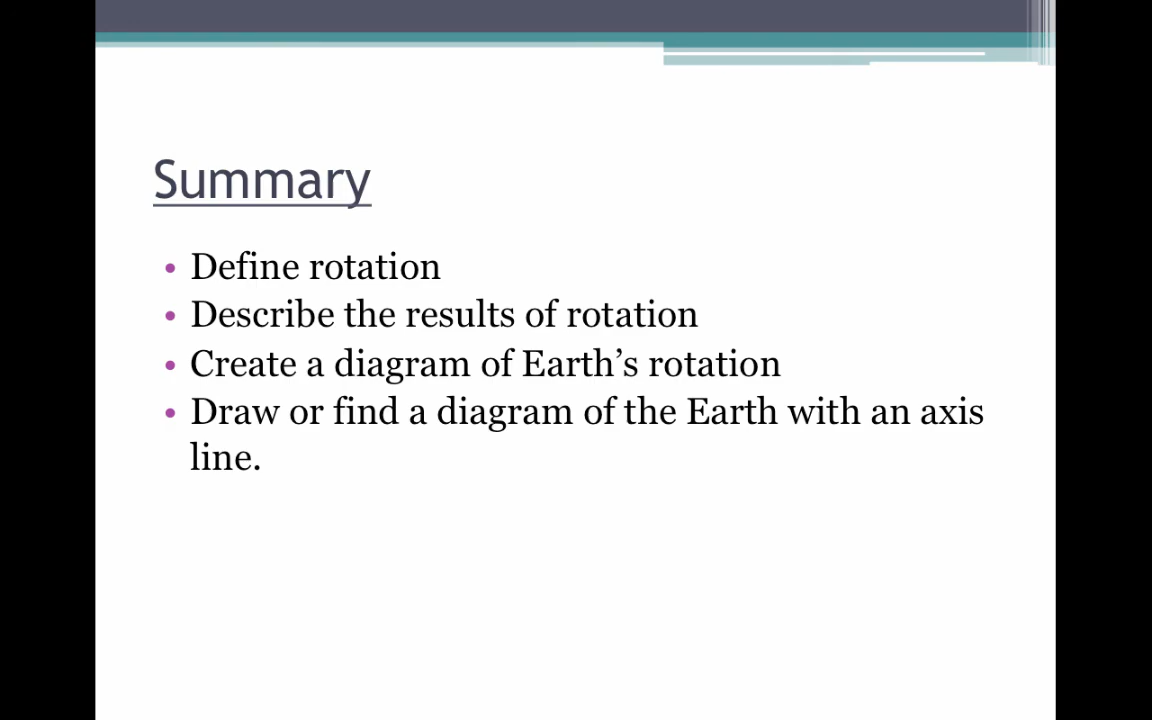 Summary
• Define rotation
• Describe the results of rotation
• Create a diagram of Earth’s rotation
• Draw or find a diagram of the Earth with an axis
line.